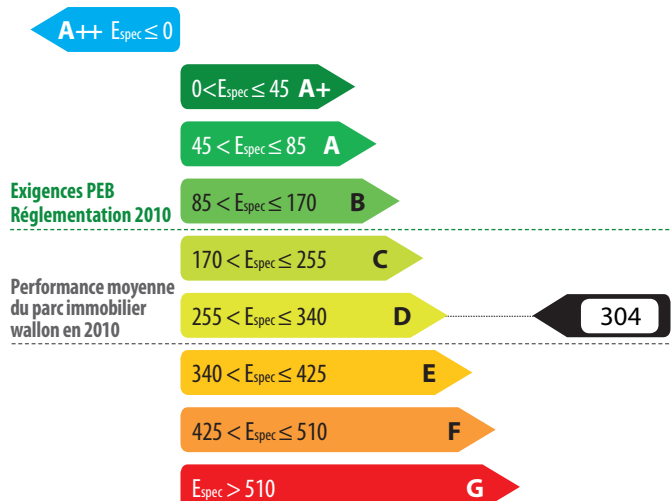 A++ Espec ≤ 0
0<Espec ≤ 45 A+
45 < Espec ≤ 85 A
Exigences PEB
Réglementation 2010
85 < Espec ≤ 170 B
170 < Espec ≤ 255 C
Performance moyenne
du parc immobilier
wallon en 2010
255 < Espec ≤ 340 D
304
340 < Espec ≤ 425 E
425 < Espec ≤ 510 F
Espec > 510 G